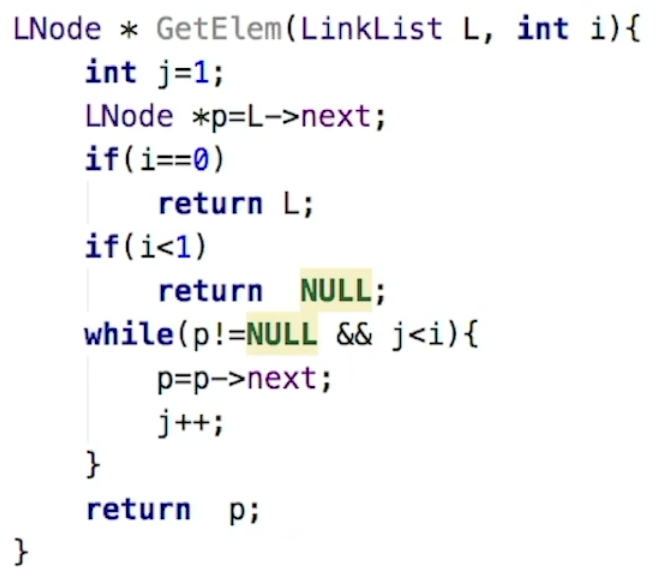 LNode * GetElem(LinkList L, int i){
    int j=1;
    LNode *p=L->next;
    if(i==0)
        return L;
    if(i<1)
        return  NULL;
    while(p!=NULL && j<i){
        p=p->next;
        j++;
    }
    return  p;
}